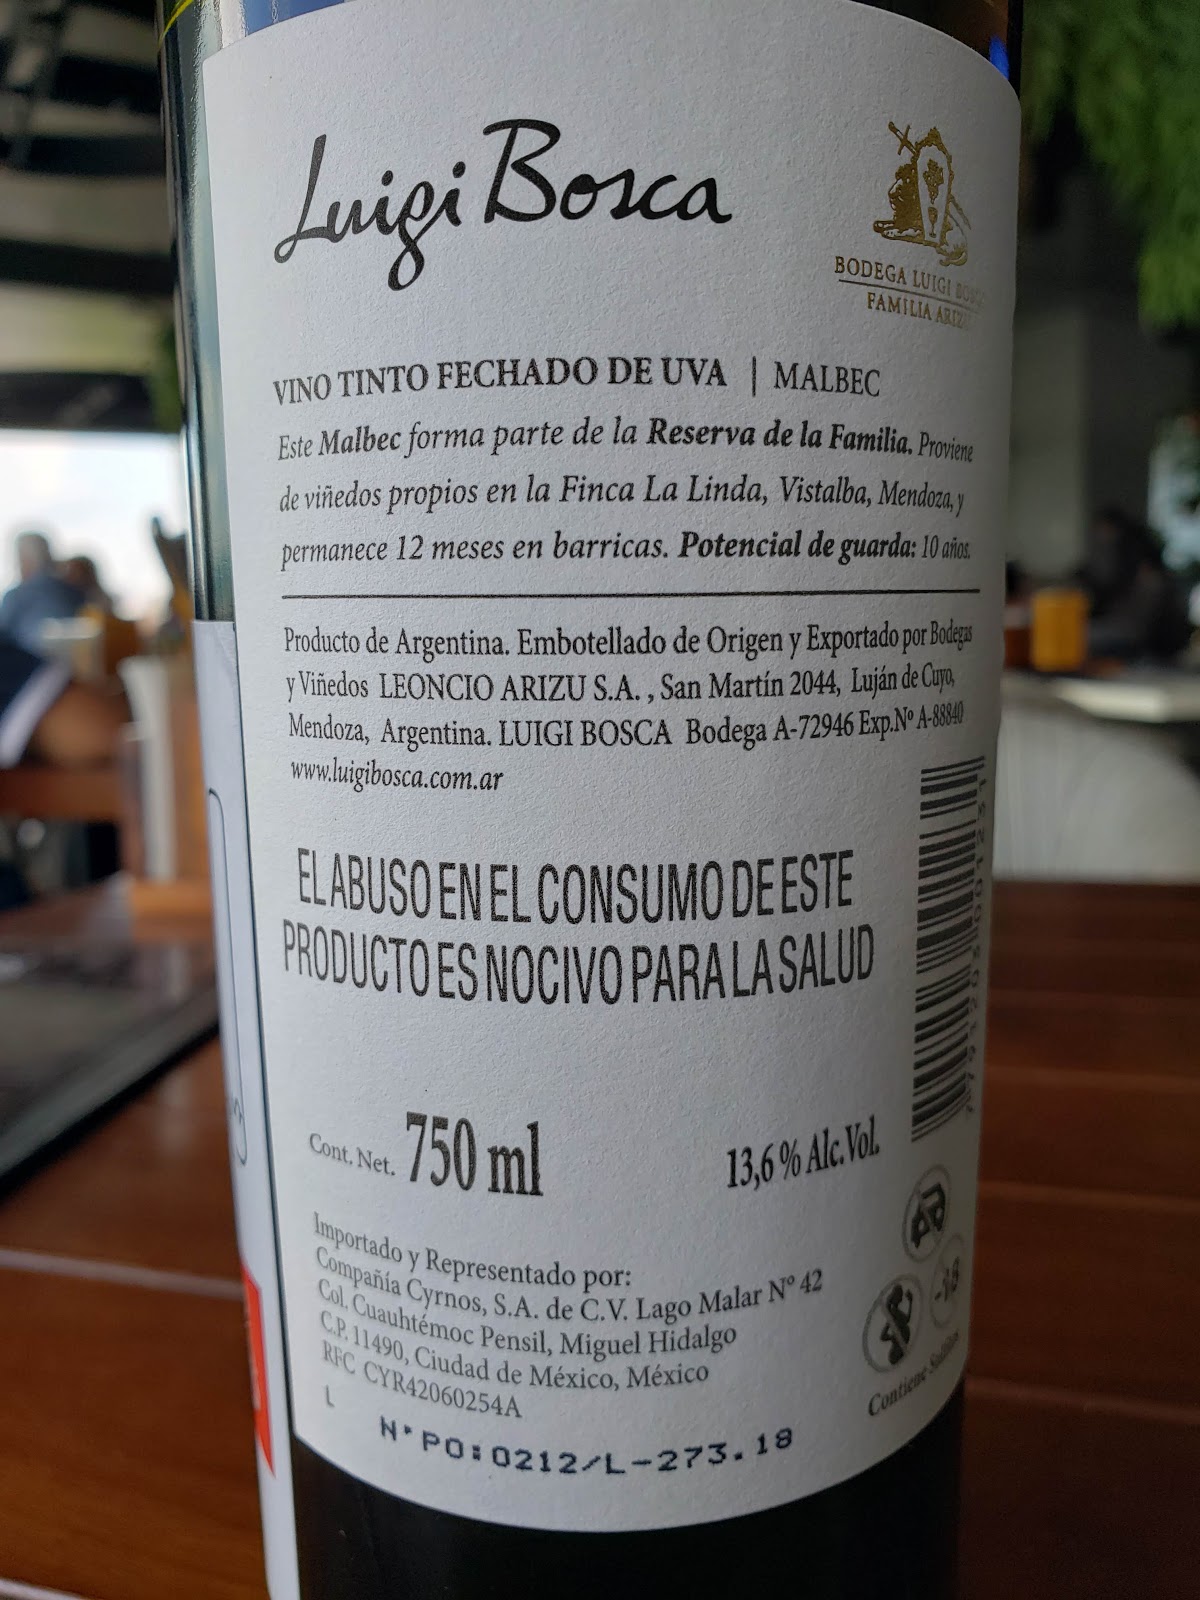 Luigi Bosca
BODEGA LUIGI BOSCA
FAMILIA ARIZU
VINO TINTO FECHADO DE UVA | MALBEC
Este Malbec forma parte de la Reserva de la Familia. Proviene
de viñedos propios en la Finca La Linda, Vistalba, Mendoza, y
permanece 12 meses en barricas. Potencial de guarda: 10 años.
Producto de Argentina. Embotellado de Origen y Exportado por Bodegas
y Viñedos LEONCIO ARIZU S.A. , San Martín 2044, Luján de Cuyo,
Mendoza, Argentina. LUIGI BOSCA Bodega A-72946 Exp.Nº A-88840
www.luigibosca.com.ar
EL ABUSO EN EL CONSUMO DE ESTE
PRODUCTO ES NOCIVO PARA LA SALUD
Cont. Net. 750 ml
13,6 % Alc.Vol.
Importado y Representado por:
Compañía Cyrnos, S.A. de C.V. Lago Malar Nº 42
Col. Cuauhtémoc Pensil, Miguel Hidalgo
C.P. 11490, Ciudad de México, México
RFC CYR42060254A
L
N°PO:0212/L-273.18
-18
Contiene Sulfitos